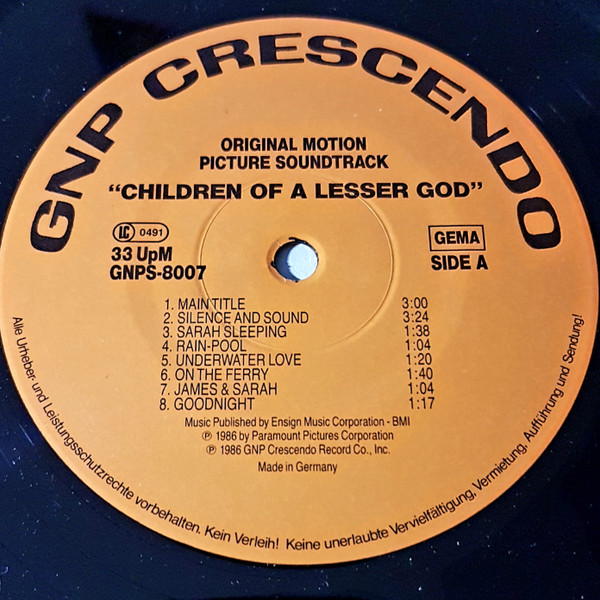 GNP CRESCENDO
ORIGINAL MOTION
PICTURE SOUNDTRACK
"CHILDREN OF A LESSER GOD"
LC 0491
GEMA
33 UpM
SIDE A
GNPS-8007
1. MAIN TITLE 3:00
2. SILENCE AND SOUND 3:24
3. SARAH SLEEPING 1:38
4. RAIN-POOL 1:04
5. UNDERWATER LOVE 1:20
6. ON THE FERRY 1:40
7. JAMES & SARAH 1:04
8. GOODNIGHT 1:17
Music Published by Ensign Music Corporation - BMI
℗ 1986 by Paramount Pictures Corporation
℗ 1986 GNP Crescendo Record Co., Inc.
Made in Germany
Alle Urheber- und Leistungsschutzrechte vorbehalten. Kein Verleih! Keine unerlaubte Vervielfältigung, Vermietung, Aufführung und Sendung!